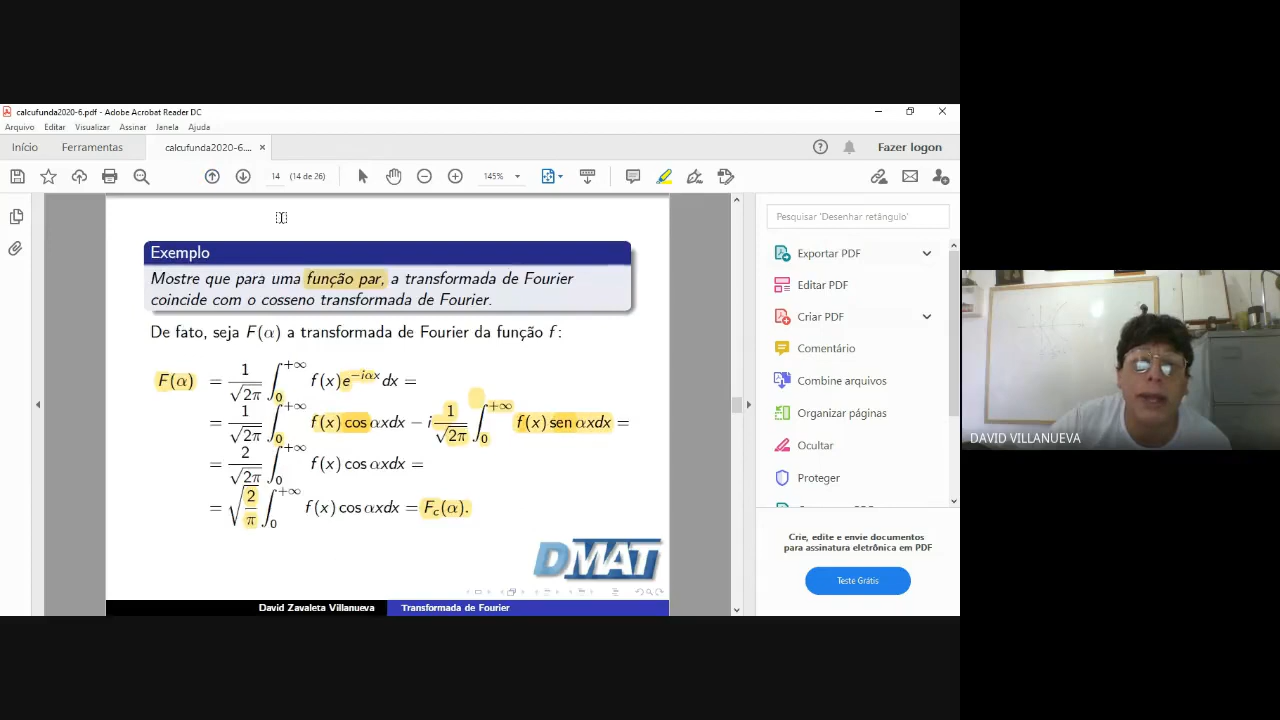 calcufunda2020-6.pdf - Adobe Acrobat Reader DC
Arquivo Editar Visualizar Assinar Janela Ajuda
Início Ferramentas calcufunda2020-6.... × Fazer logon
14 (14 de 26) 145%
Pesquisar 'Desenhar retângulo'
Exemplo
Mostre que para uma função par, a transformada de Fourier
coincide com o cosseno transformada de Fourier.
De fato, seja F(α) a transformada de Fourier da função f:
F(α) = 1/√2π ∫₀^{+∞} f(x)e^{−iαx}dx =
= 1/√2π ∫₀^{+∞} f(x) cos αxdx − i 1/√2π ∫₀^{+∞} f(x) sen αxdx =
= 2/√2π ∫₀^{+∞} f(x) cos αxdx =
= √(2/π) ∫₀^{+∞} f(x) cos αxdx = F_c(α).
DMAT
David Zavaleta Villanueva Transformada de Fourier
Exportar PDF
Editar PDF
Criar PDF
Comentário
Combine arquivos
Organizar páginas
Ocultar
Proteger
Crie, edite e envie documentos
para assinatura eletrônica em PDF
Teste Grátis
DAVID VILLANUEVA